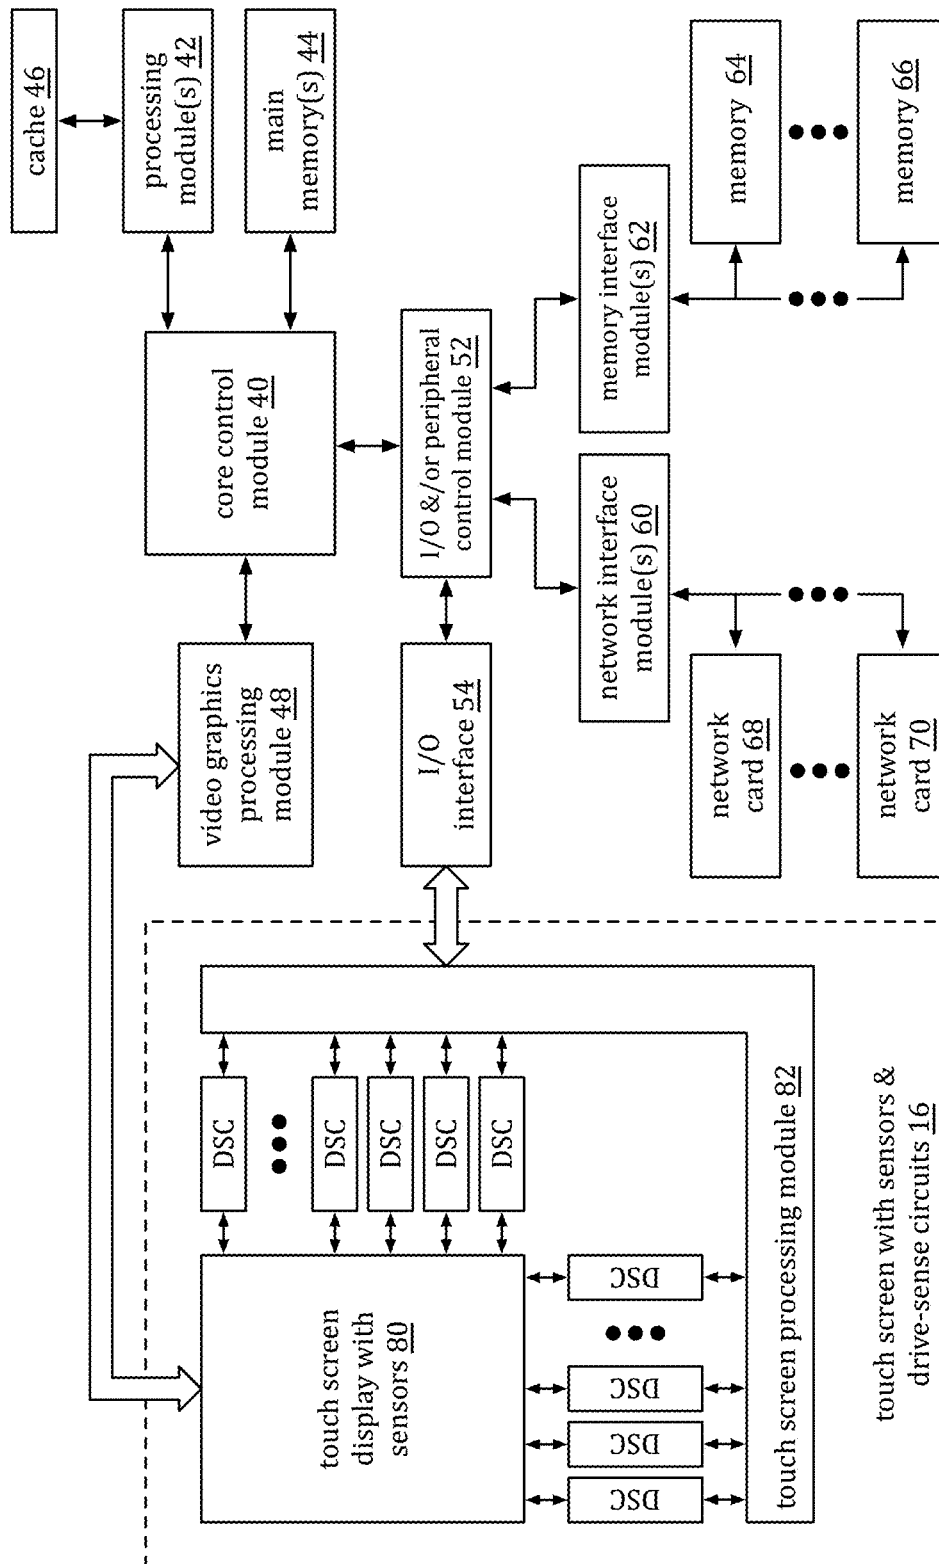 cache 46
processing
module(s) 42
main
memory(s) 44
core control
module 40
video graphics
processing
module 48
I/O &/or peripheral
control module 52
I/O
interface 54
memory interface
module(s) 62
network interface
module(s) 60
memory 64
memory 66
network
card 68
network
card 70
touch screen
display with
sensors 80
DSC
DSC
DSC
DSC
DSC
DSC
DSC
DSC
DSC
touch screen processing module 82
touch screen with sensors &
drive-sense circuits 16